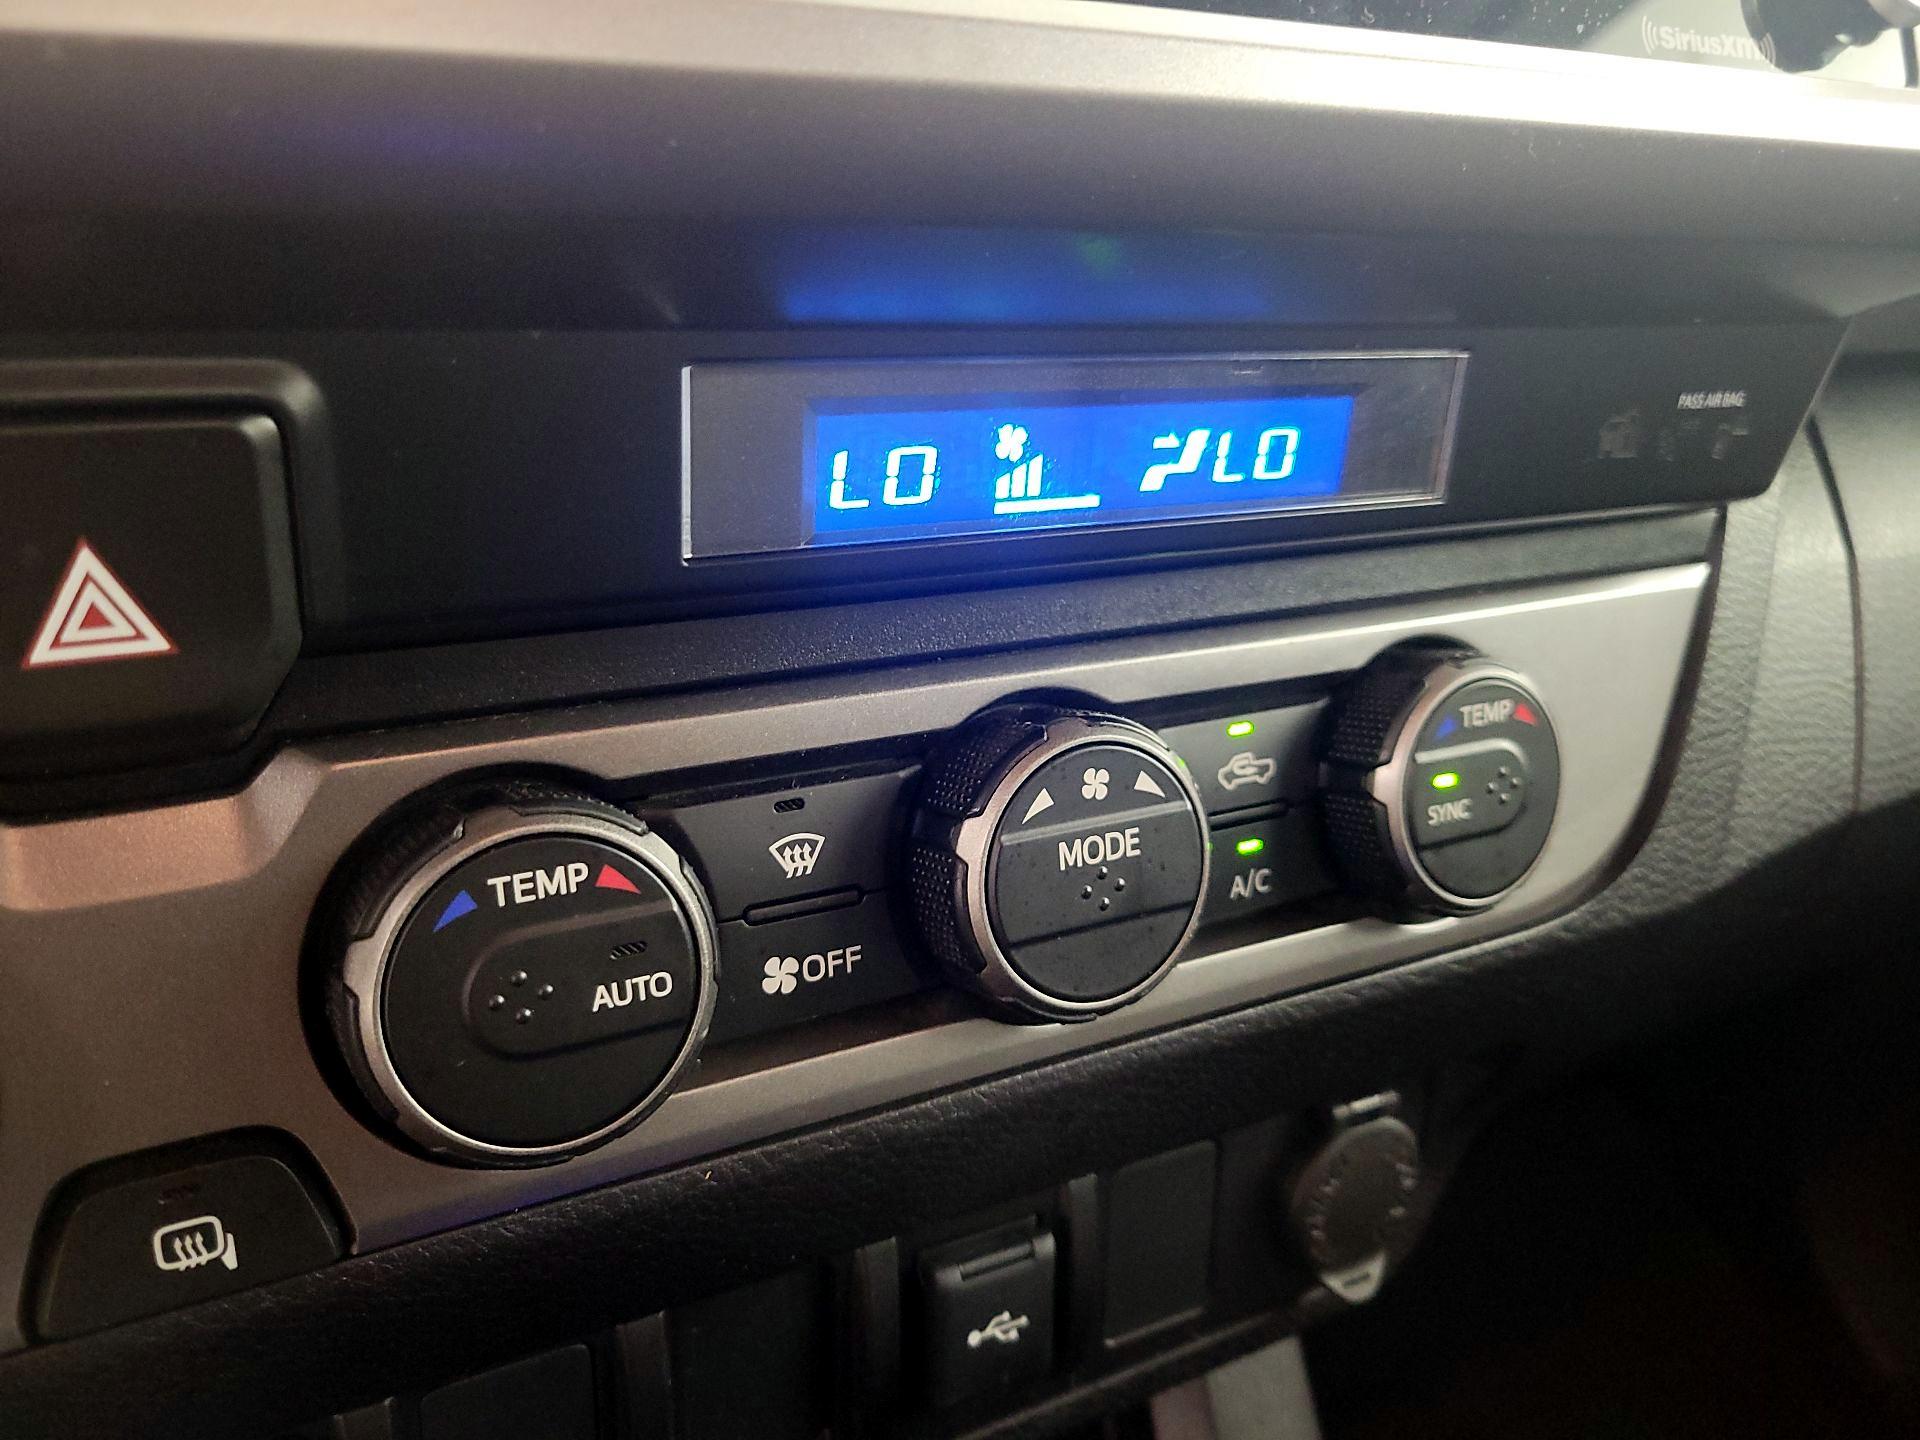 SiriusXM
PASS AIR BAG
LO LO
TEMP
AUTO
OFF
MODE
A/C
TEMP
SYNC